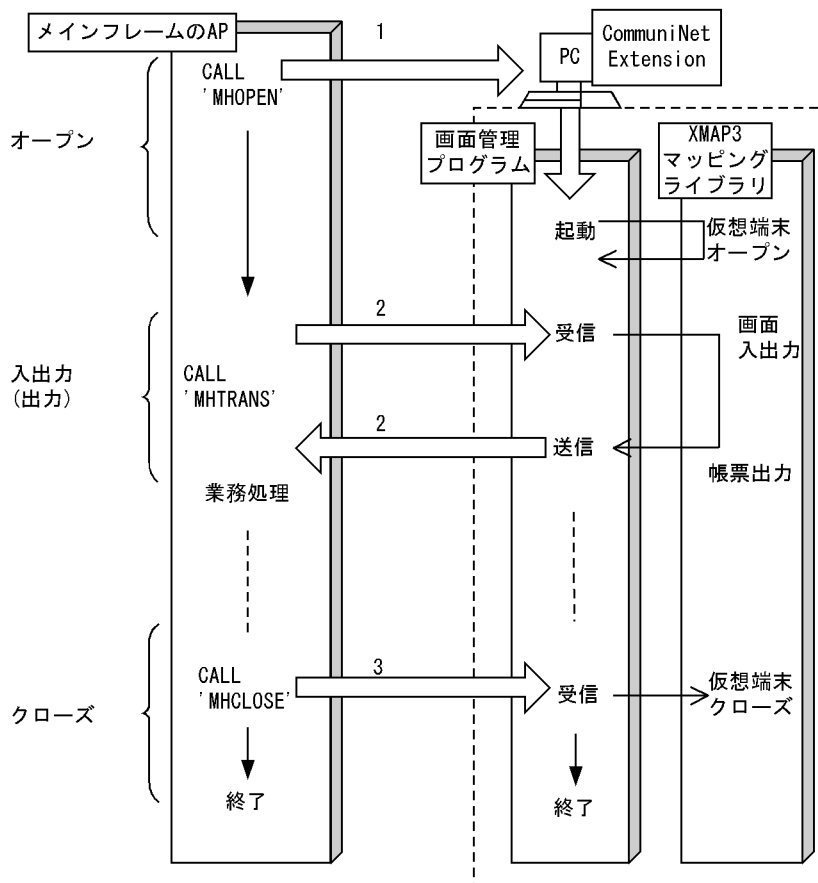 メインフレームのAP
1
CommuniNet
Extension
PC
CALL
'MHOPEN'
オープン
画面管理
プログラム
XMAP3
マッピング
ライブラリ
起動
仮想端末
オープン
2
受信
画面
入出力
入出力
(出力)
CALL
'MHTRANS'
2
送信
帳票出力
業務処理
CALL
'MHCLOSE'
3
受信
仮想端末
クローズ
クローズ
終了
終了